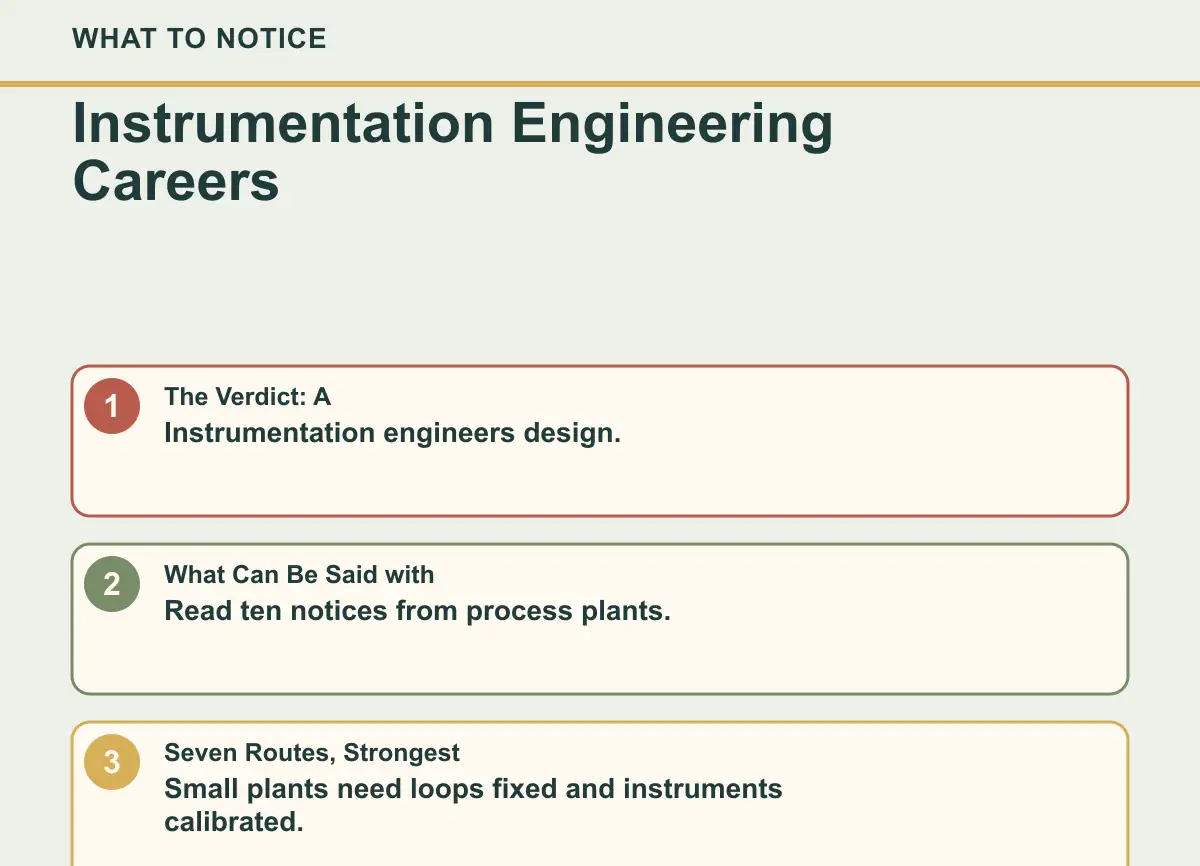 WHAT TO NOTICE
Instrumentation Engineering
Careers
1
The Verdict: A
Instrumentation engineers design.
2
What Can Be Said with
Read ten notices from process plants.
3
Seven Routes, Strongest
Small plants need loops fixed and instruments
calibrated.